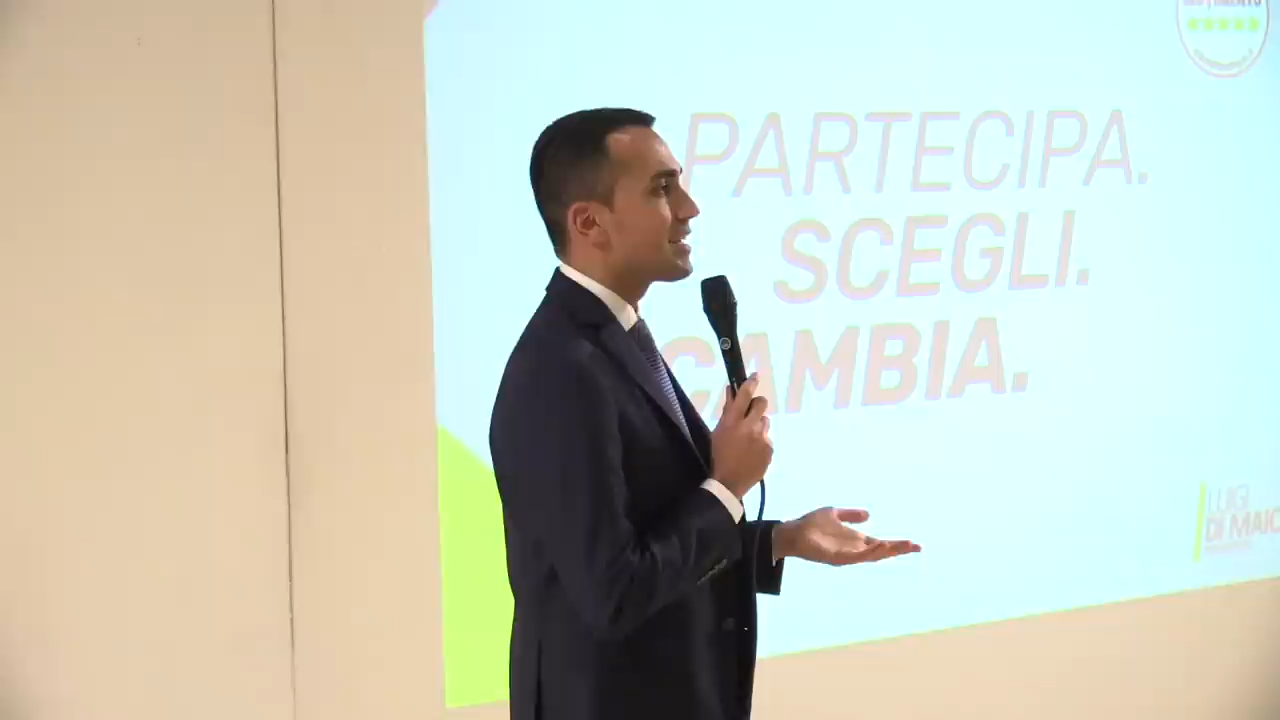 PARTECIPA.
SCEGLI.
CAMBIA.
LUIGI
DI MAIO